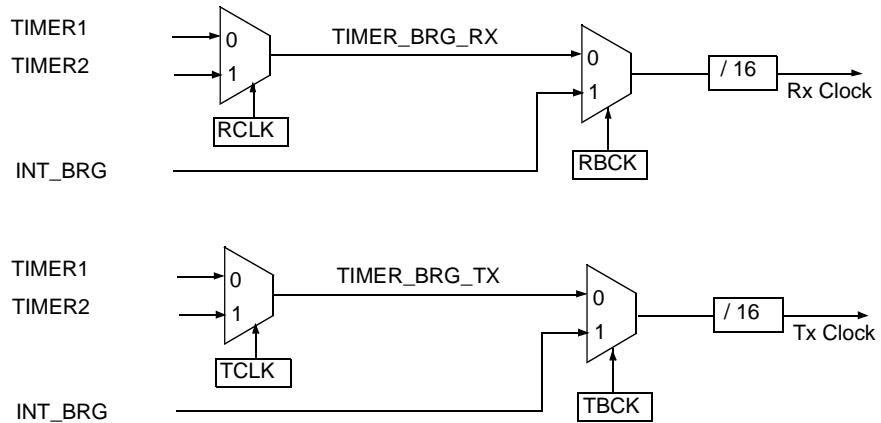 TIMER1
0
TIMER_BRG_RX
TIMER2
1
0
1
/ 16
Rx Clock
RCLK
RBCK
INT_BRG
TIMER1
0
TIMER_BRG_TX
TIMER2
1
0
1
/ 16
Tx Clock
TCLK
TBCK
INT_BRG